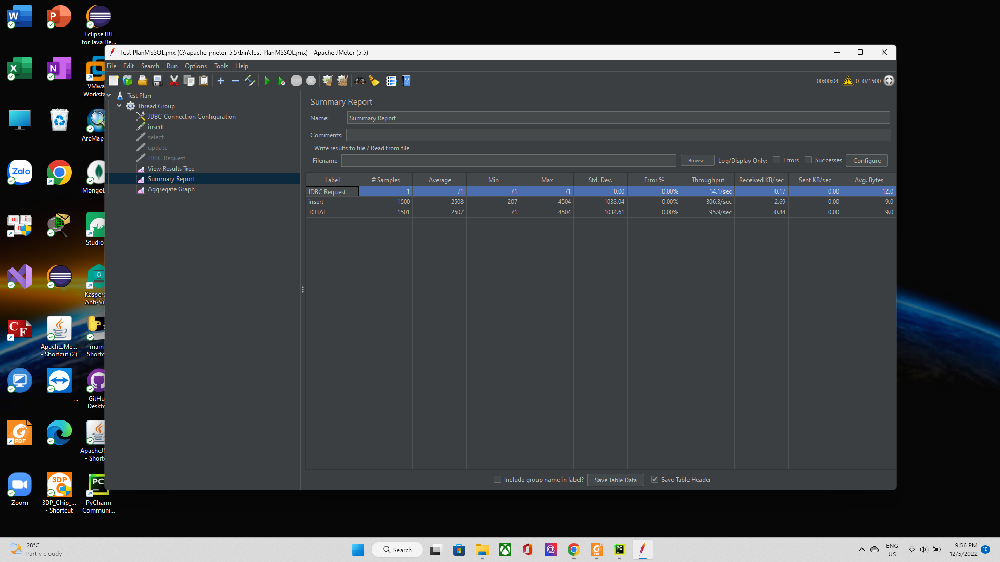 Eclipse IDE
for Java De...
VMwa
Worksta
ArcMap
Zalo
MongoD
Studio
Kaspers
Anti-Vi
ApacheJMe...
- Shortcut (2)
main
Shortc
...
GitHu
Deskto
ApacheJM
- Shorto
Zoom
3DP_Chip_...
- Shortcut
PyCharm
Communi...
Test PlanMSSQL.jmx (C:\apache-jmeter-5.5\bin\Test PlanMSSQL.jmx) - Apache JMeter (5.5)
File Edit Search Run Options Tools Help
00:00:04 0 0/1500
Test Plan
Thread Group
JDBC Connection Configuration
insert
select
update
JDBC Request
View Results Tree
Summary Report
Aggregate Graph
Summary Report
Name: Summary Report
Comments:
Write results to file / Read from file
Filename Browse... Log/Display Only: Errors Successes Configure
Label # Samples Average Min Max Std. Dev. Error % Throughput Received KB/sec Sent KB/sec Avg. Bytes
JDBC Request 1 71 71 71 0.00 0.00% 14.1/sec 0.17 0.00 12.0
insert 1500 2508 207 4504 1033.04 0.00% 306.3/sec 2.69 0.00 9.0
TOTAL 1501 2507 71 4504 1034.61 0.00% 95.9/sec 0.84 0.00 9.0
Include group name in label? Save Table Data Save Table Header
28°C
Partly cloudy
Search
ENG
US
9:56 PM
12/5/2022
10